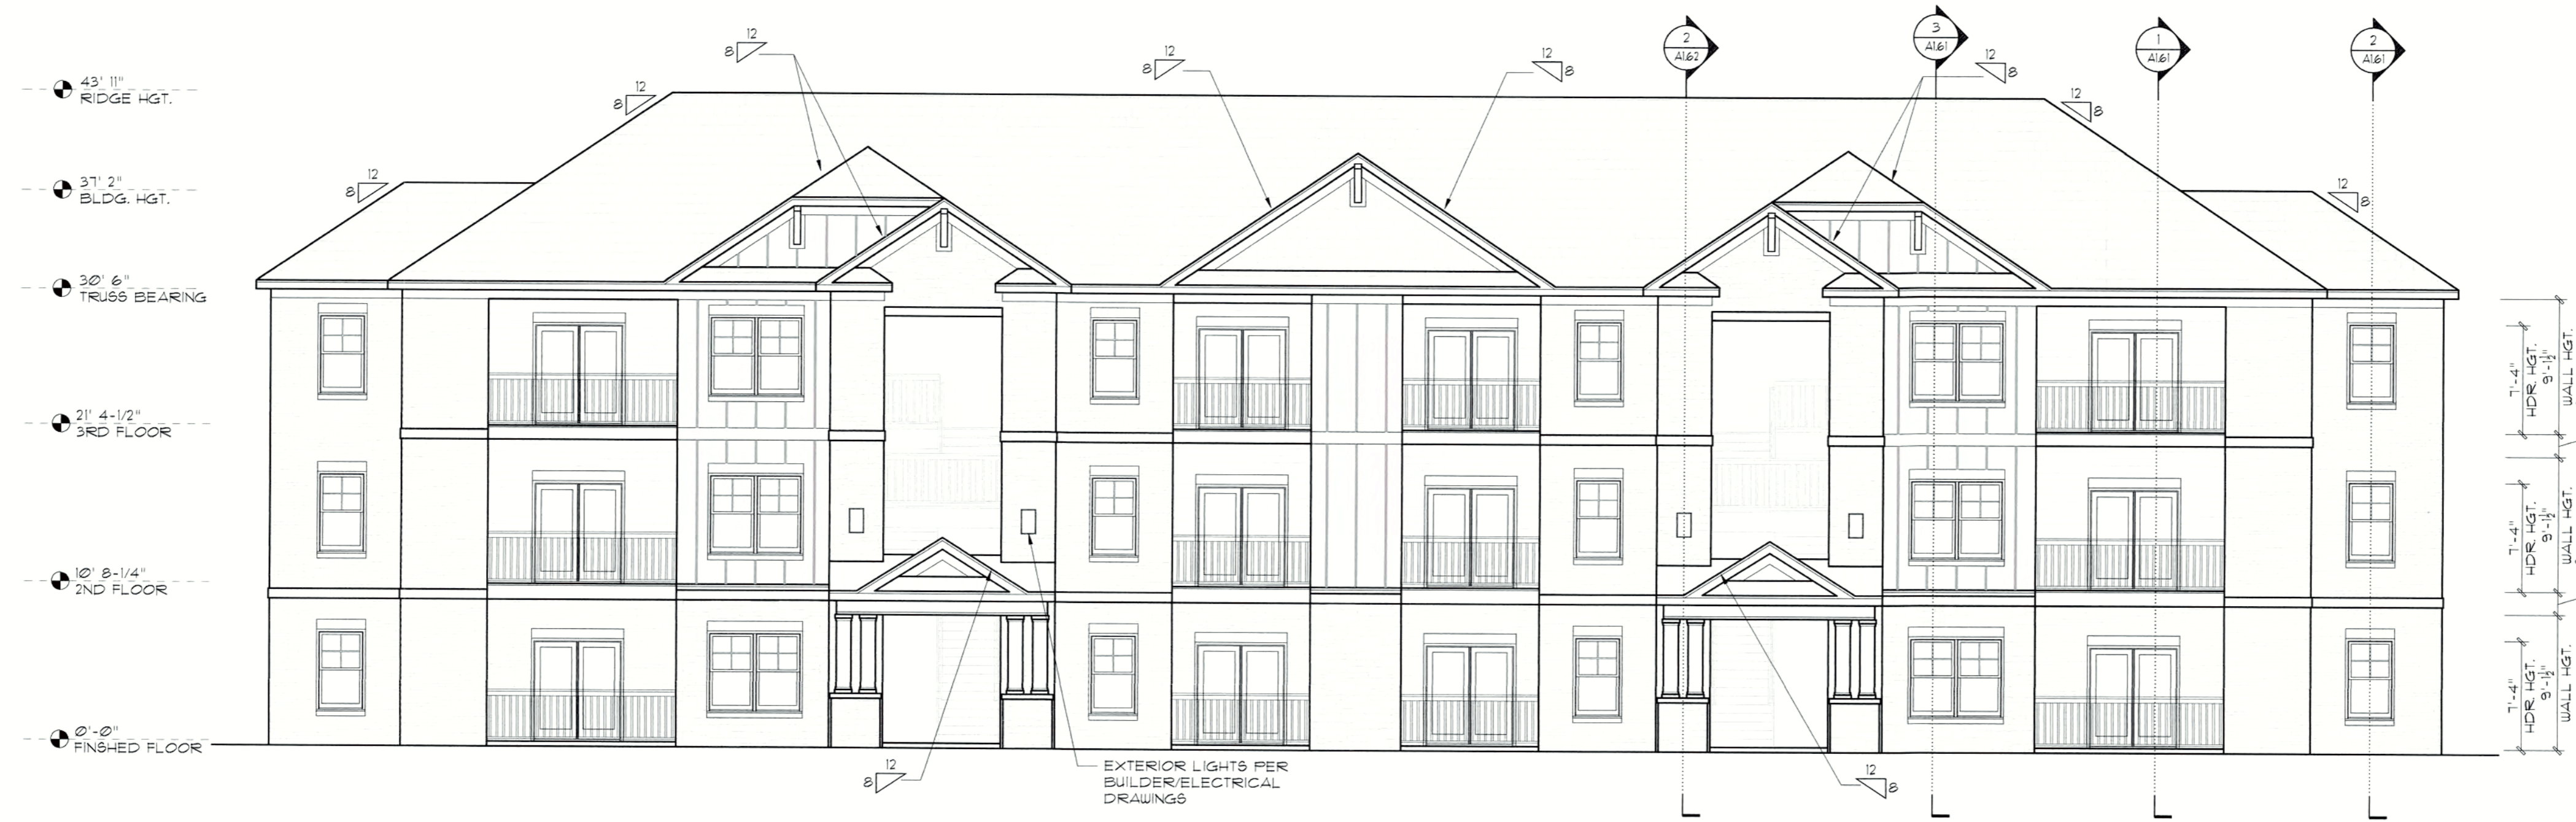 43' 11"
RIDGE HGT.
37' 2"
BLDG. HGT.
30' 6"
TRUSS BEARING
21' 4-1/2"
3RD FLOOR
10' 8-1/4"
2ND FLOOR
0'-0"
FINSHED FLOOR
12
8
12
8
12
8
12
8
12
8
12
8
12
8
12
8
2
A1.62
3
A1.61
1
A1.61
2
A1.61
7'-4"
HDR. HGT.
9'-1½"
WALL HGT.
7'-4"
HDR. HGT.
9'-1½"
WALL HGT.
7'-4"
HDR. HGT.
9'-1½"
WALL HGT.
12
8
EXTERIOR LIGHTS PER
BUILDER/ELECTRICAL
DRAWINGS
12
8